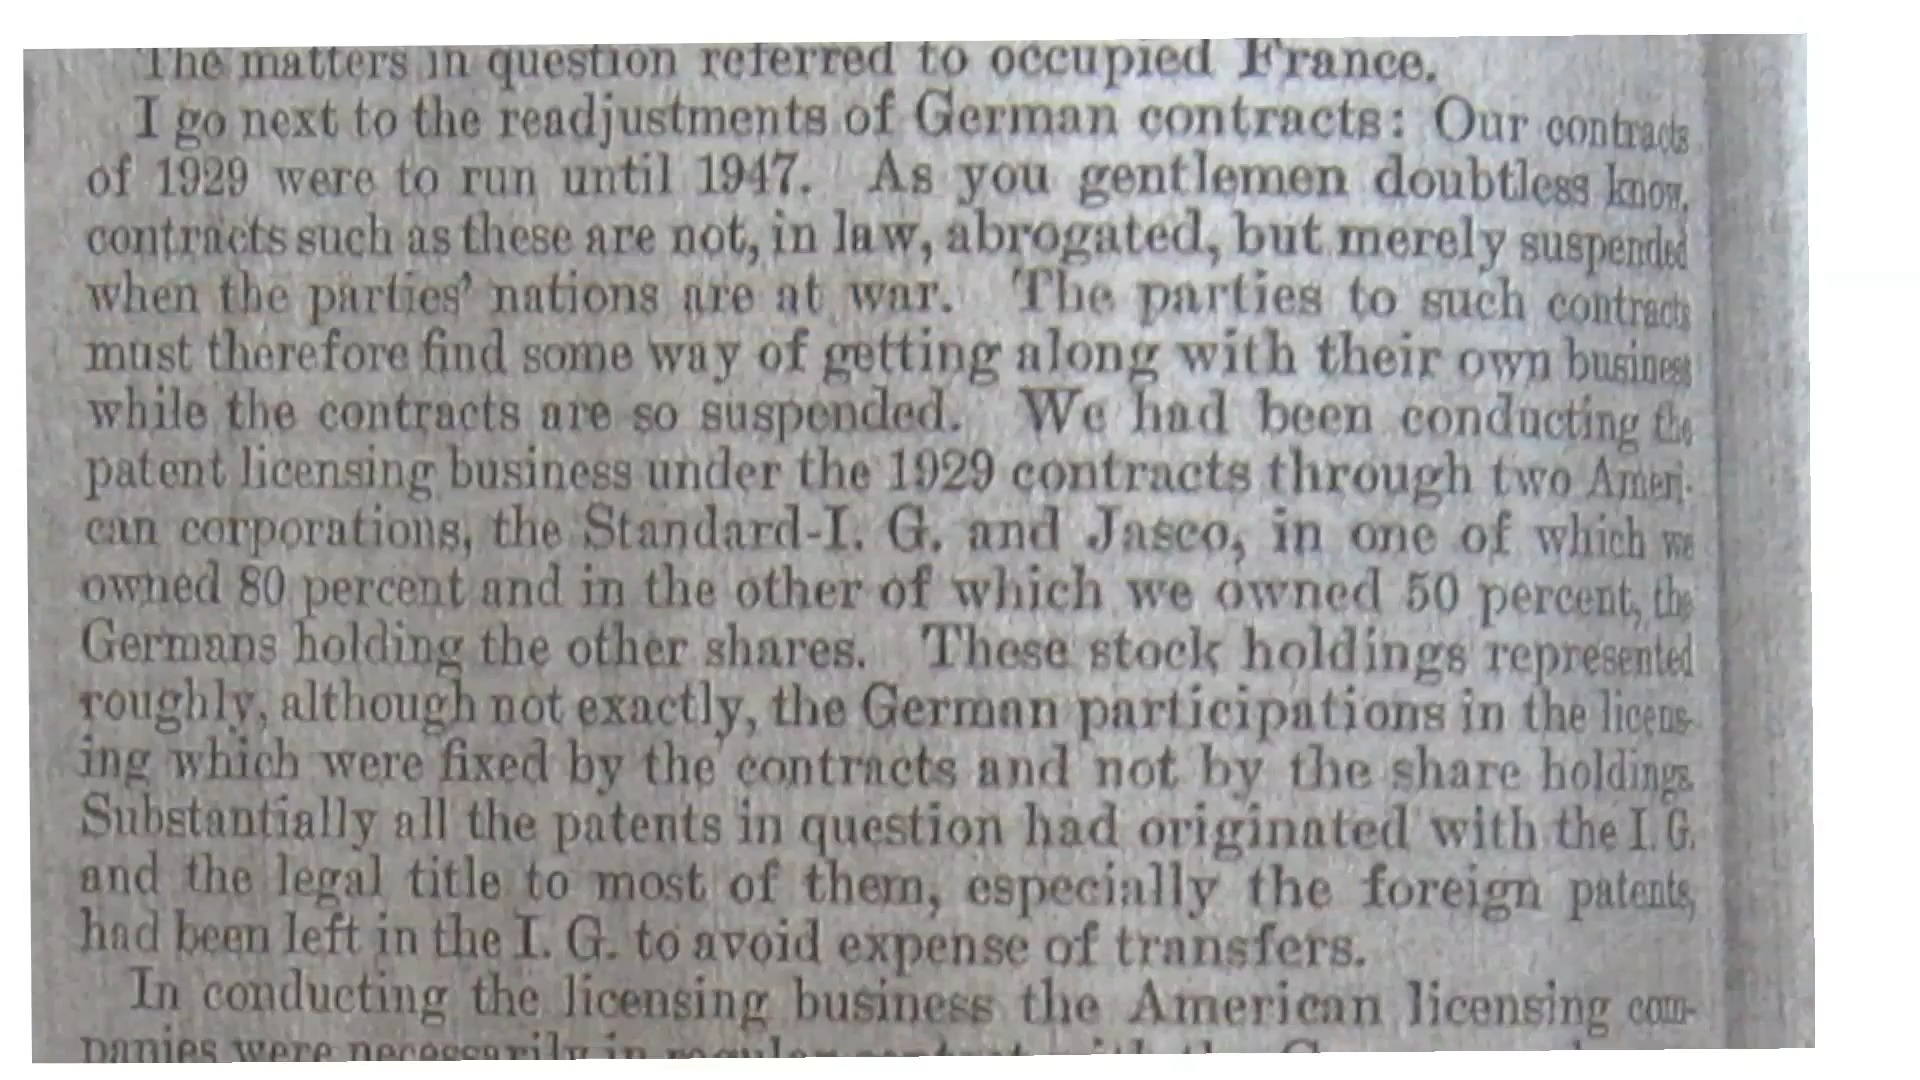 The matters in question referred to occupied France.
I go next to the readjustments of German contracts: Our contracts
of 1929 were to run until 1947. As you gentlemen doubtless know,
contracts such as these are not, in law, abrogated, but merely suspended
when the parties' nations are at war. The parties to such contracts
must therefore find some way of getting along with their own business
while the contracts are so suspended. We had been conducting the
patent licensing business under the 1929 contracts through two Ameri-
can corporations, the Standard-I. G. and Jasco, in one of which we
owned 80 percent and in the other of which we owned 50 percent, the
Germans holding the other shares. These stock holdings represented
roughly, although not exactly, the German participations in the licens-
ing which were fixed by the contracts and not by the share holdings.
Substantially all the patents in question had originated with the I. G.
and the legal title to most of them, especially the foreign patents,
had been left in the I. G. to avoid expense of transfers.
In conducting the licensing business the American licensing com-
panies were necessarily in